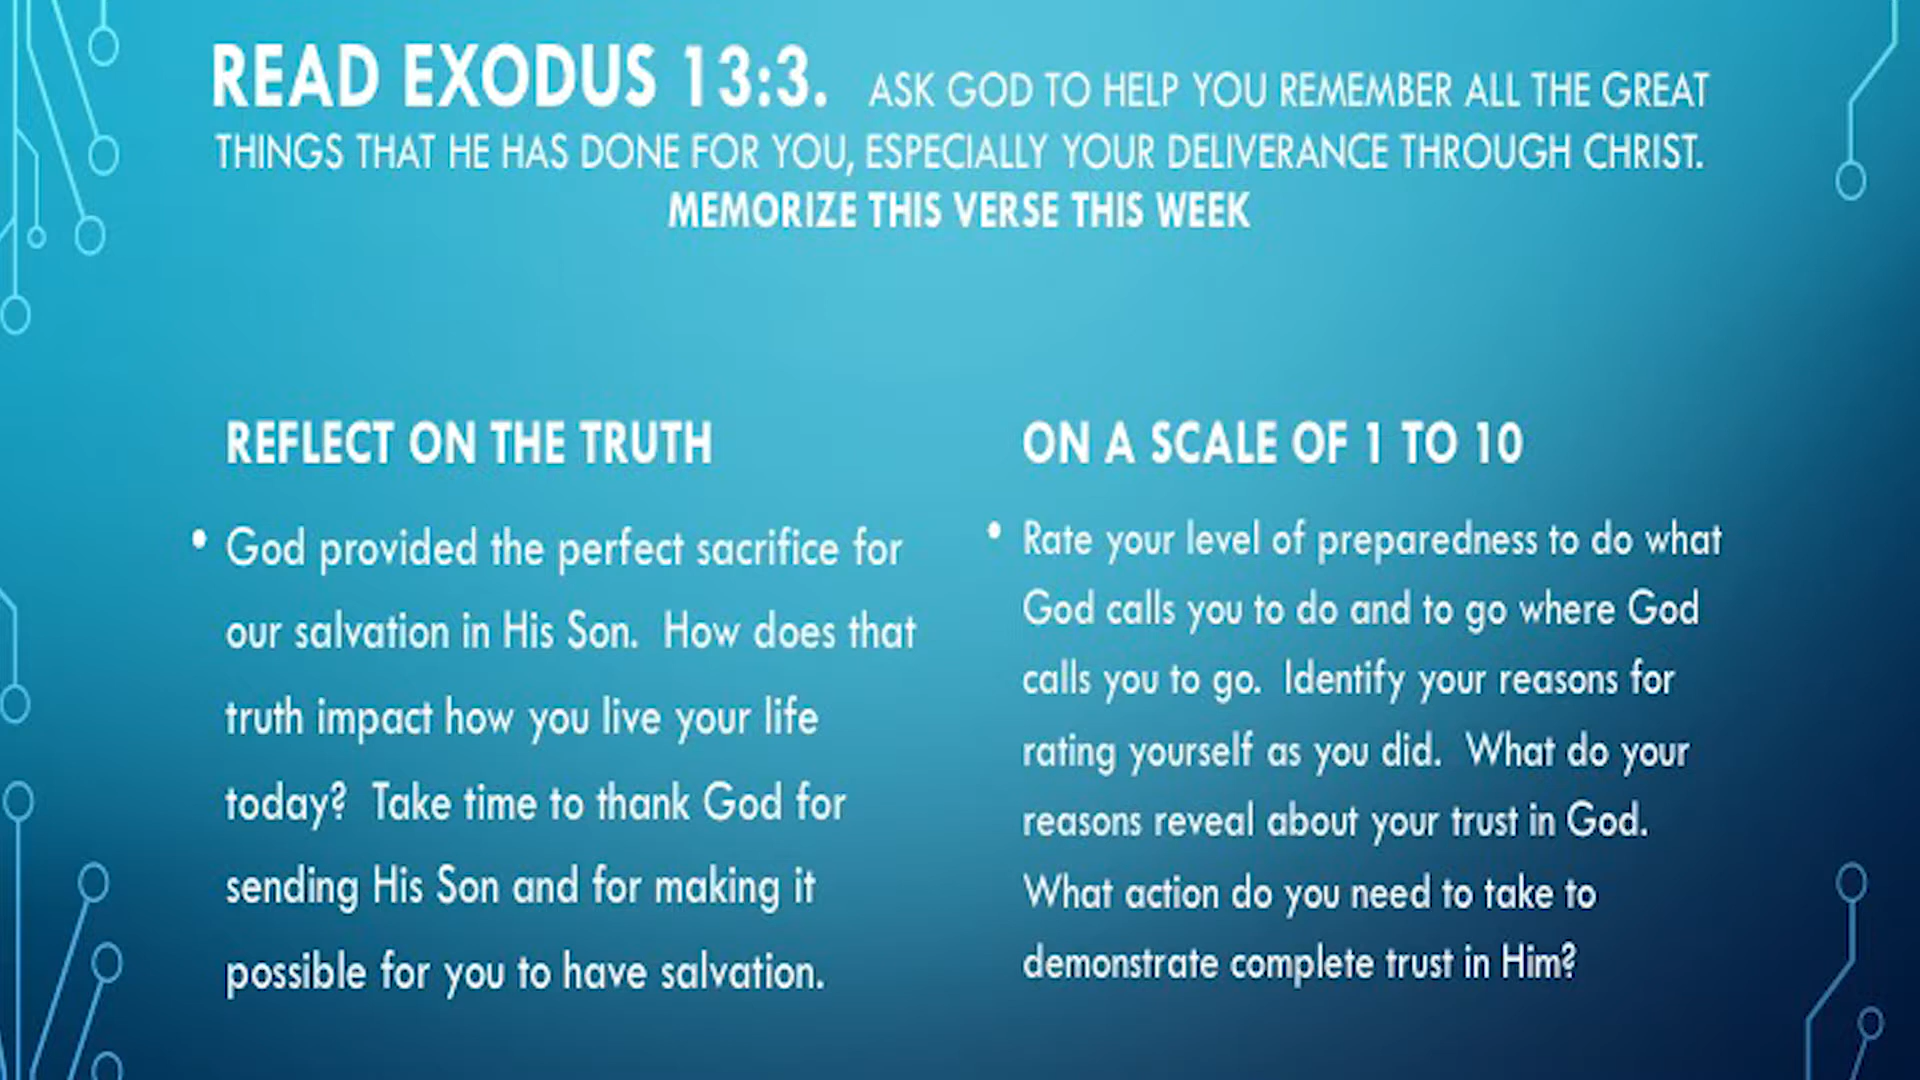 READ EXODUS 13:3. ASK GOD TO HELP YOU REMEMBER ALL THE GREAT
THINGS THAT HE HAS DONE FOR YOU, ESPECIALLY YOUR DELIVERANCE THROUGH CHRIST.
MEMORIZE THIS VERSE THIS WEEK
REFLECT ON THE TRUTH
• God provided the perfect sacrifice for
our salvation in His Son. How does that
truth impact how you live your life
today? Take time to thank God for
sending His Son and for making it
possible for you to have salvation.
ON A SCALE OF 1 TO 10
• Rate your level of preparedness to do what
God calls you to do and to go where God
calls you to go. Identify your reasons for
rating yourself as you did. What do your
reasons reveal about your trust in God.
What action do you need to take to
demonstrate complete trust in Him?